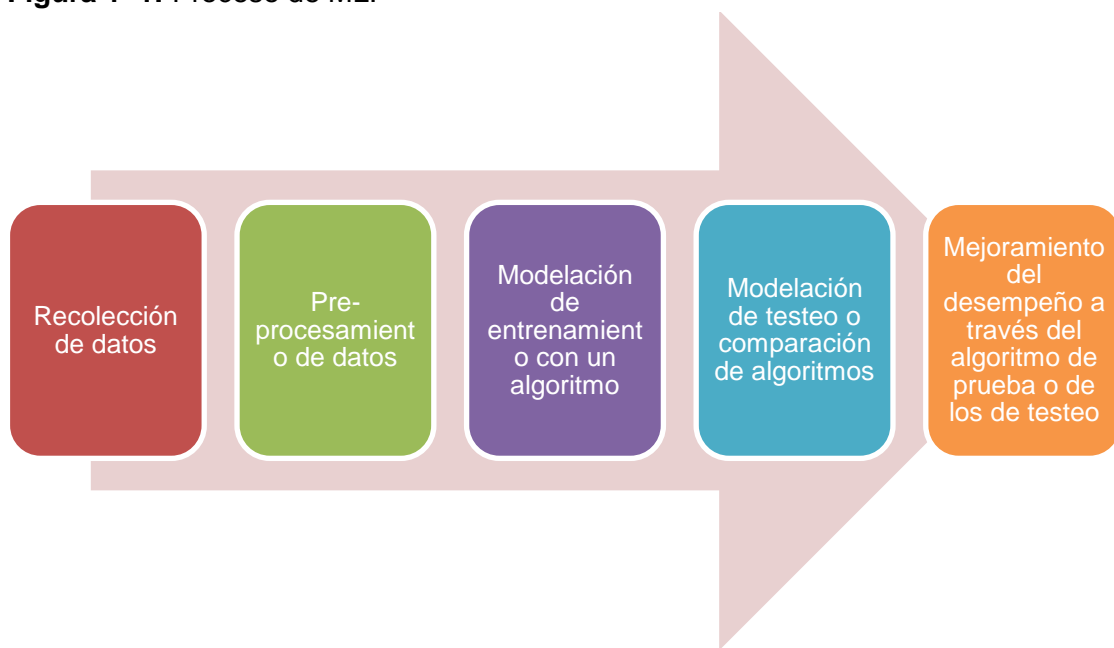 Recolección
de datos
Pre-
procesamient
o de datos
Modelación
de
entrenamient
o con un
algoritmo
Modelación
de testeo o
comparación
de algoritmos
Mejoramiento
del
desempeño a
través del
algoritmo de
prueba o de
los de testeo